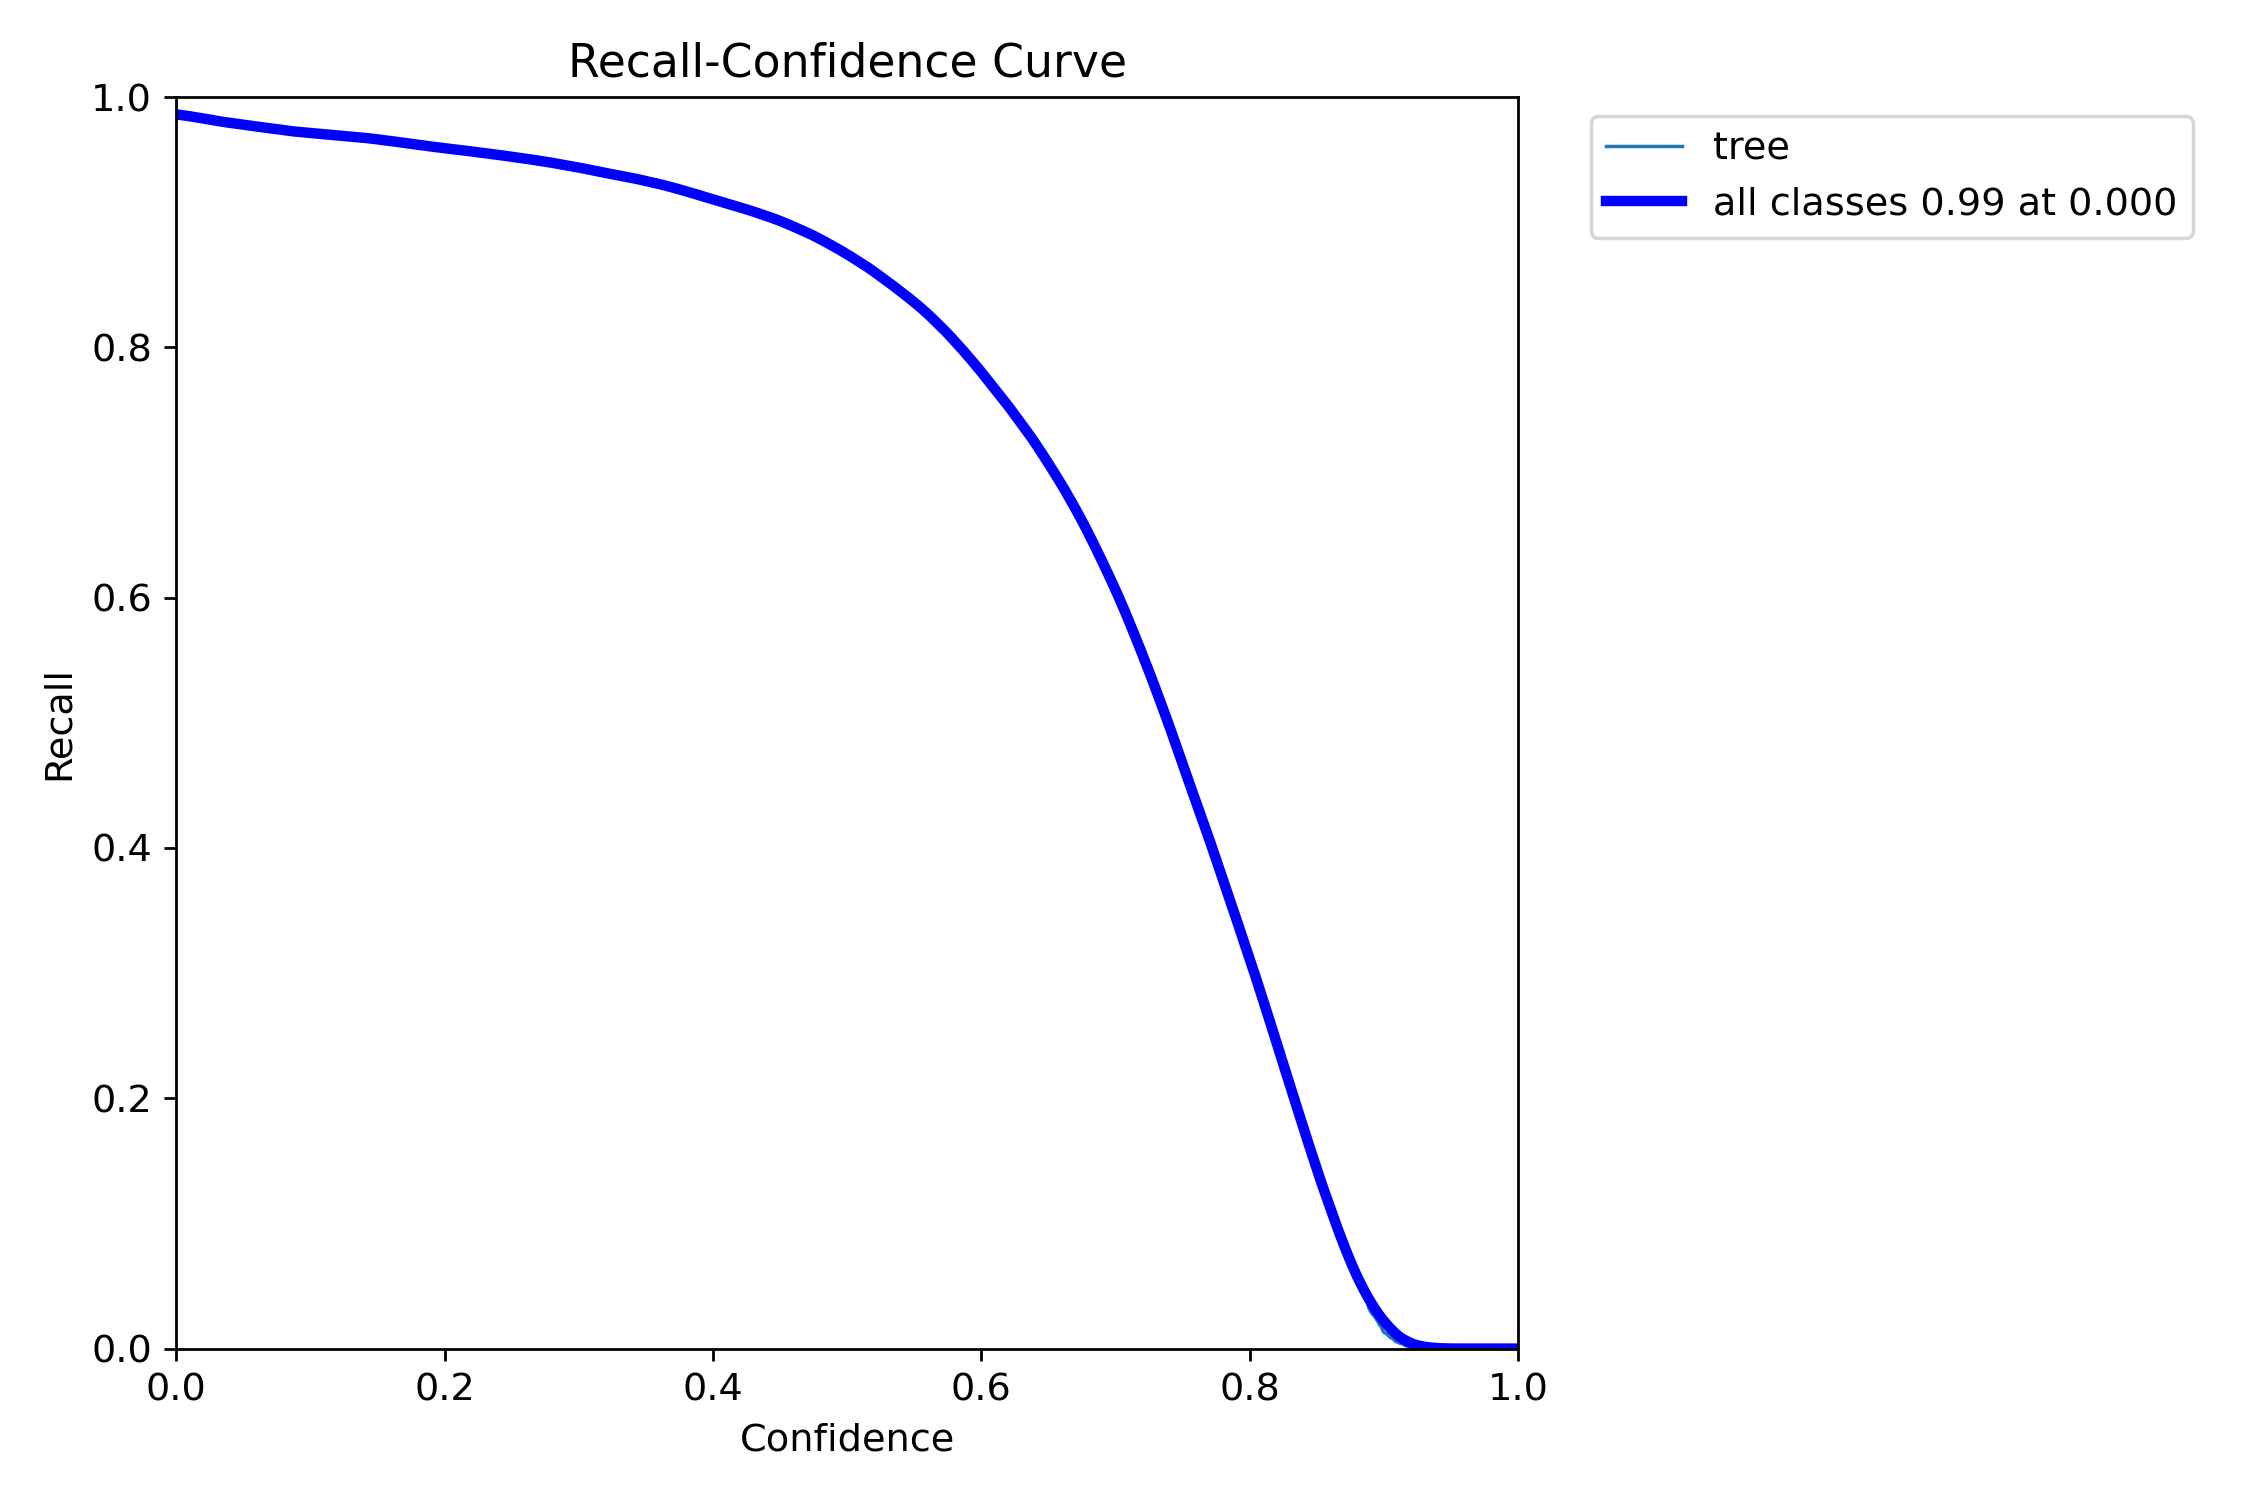 Recall-Confidence Curve
tree
all classes 0.99 at 0.000
1.0
0.8
0.6
0.4
0.2
0.0
Recall
0.0 0.2 0.4 0.6 0.8 1.0
Confidence